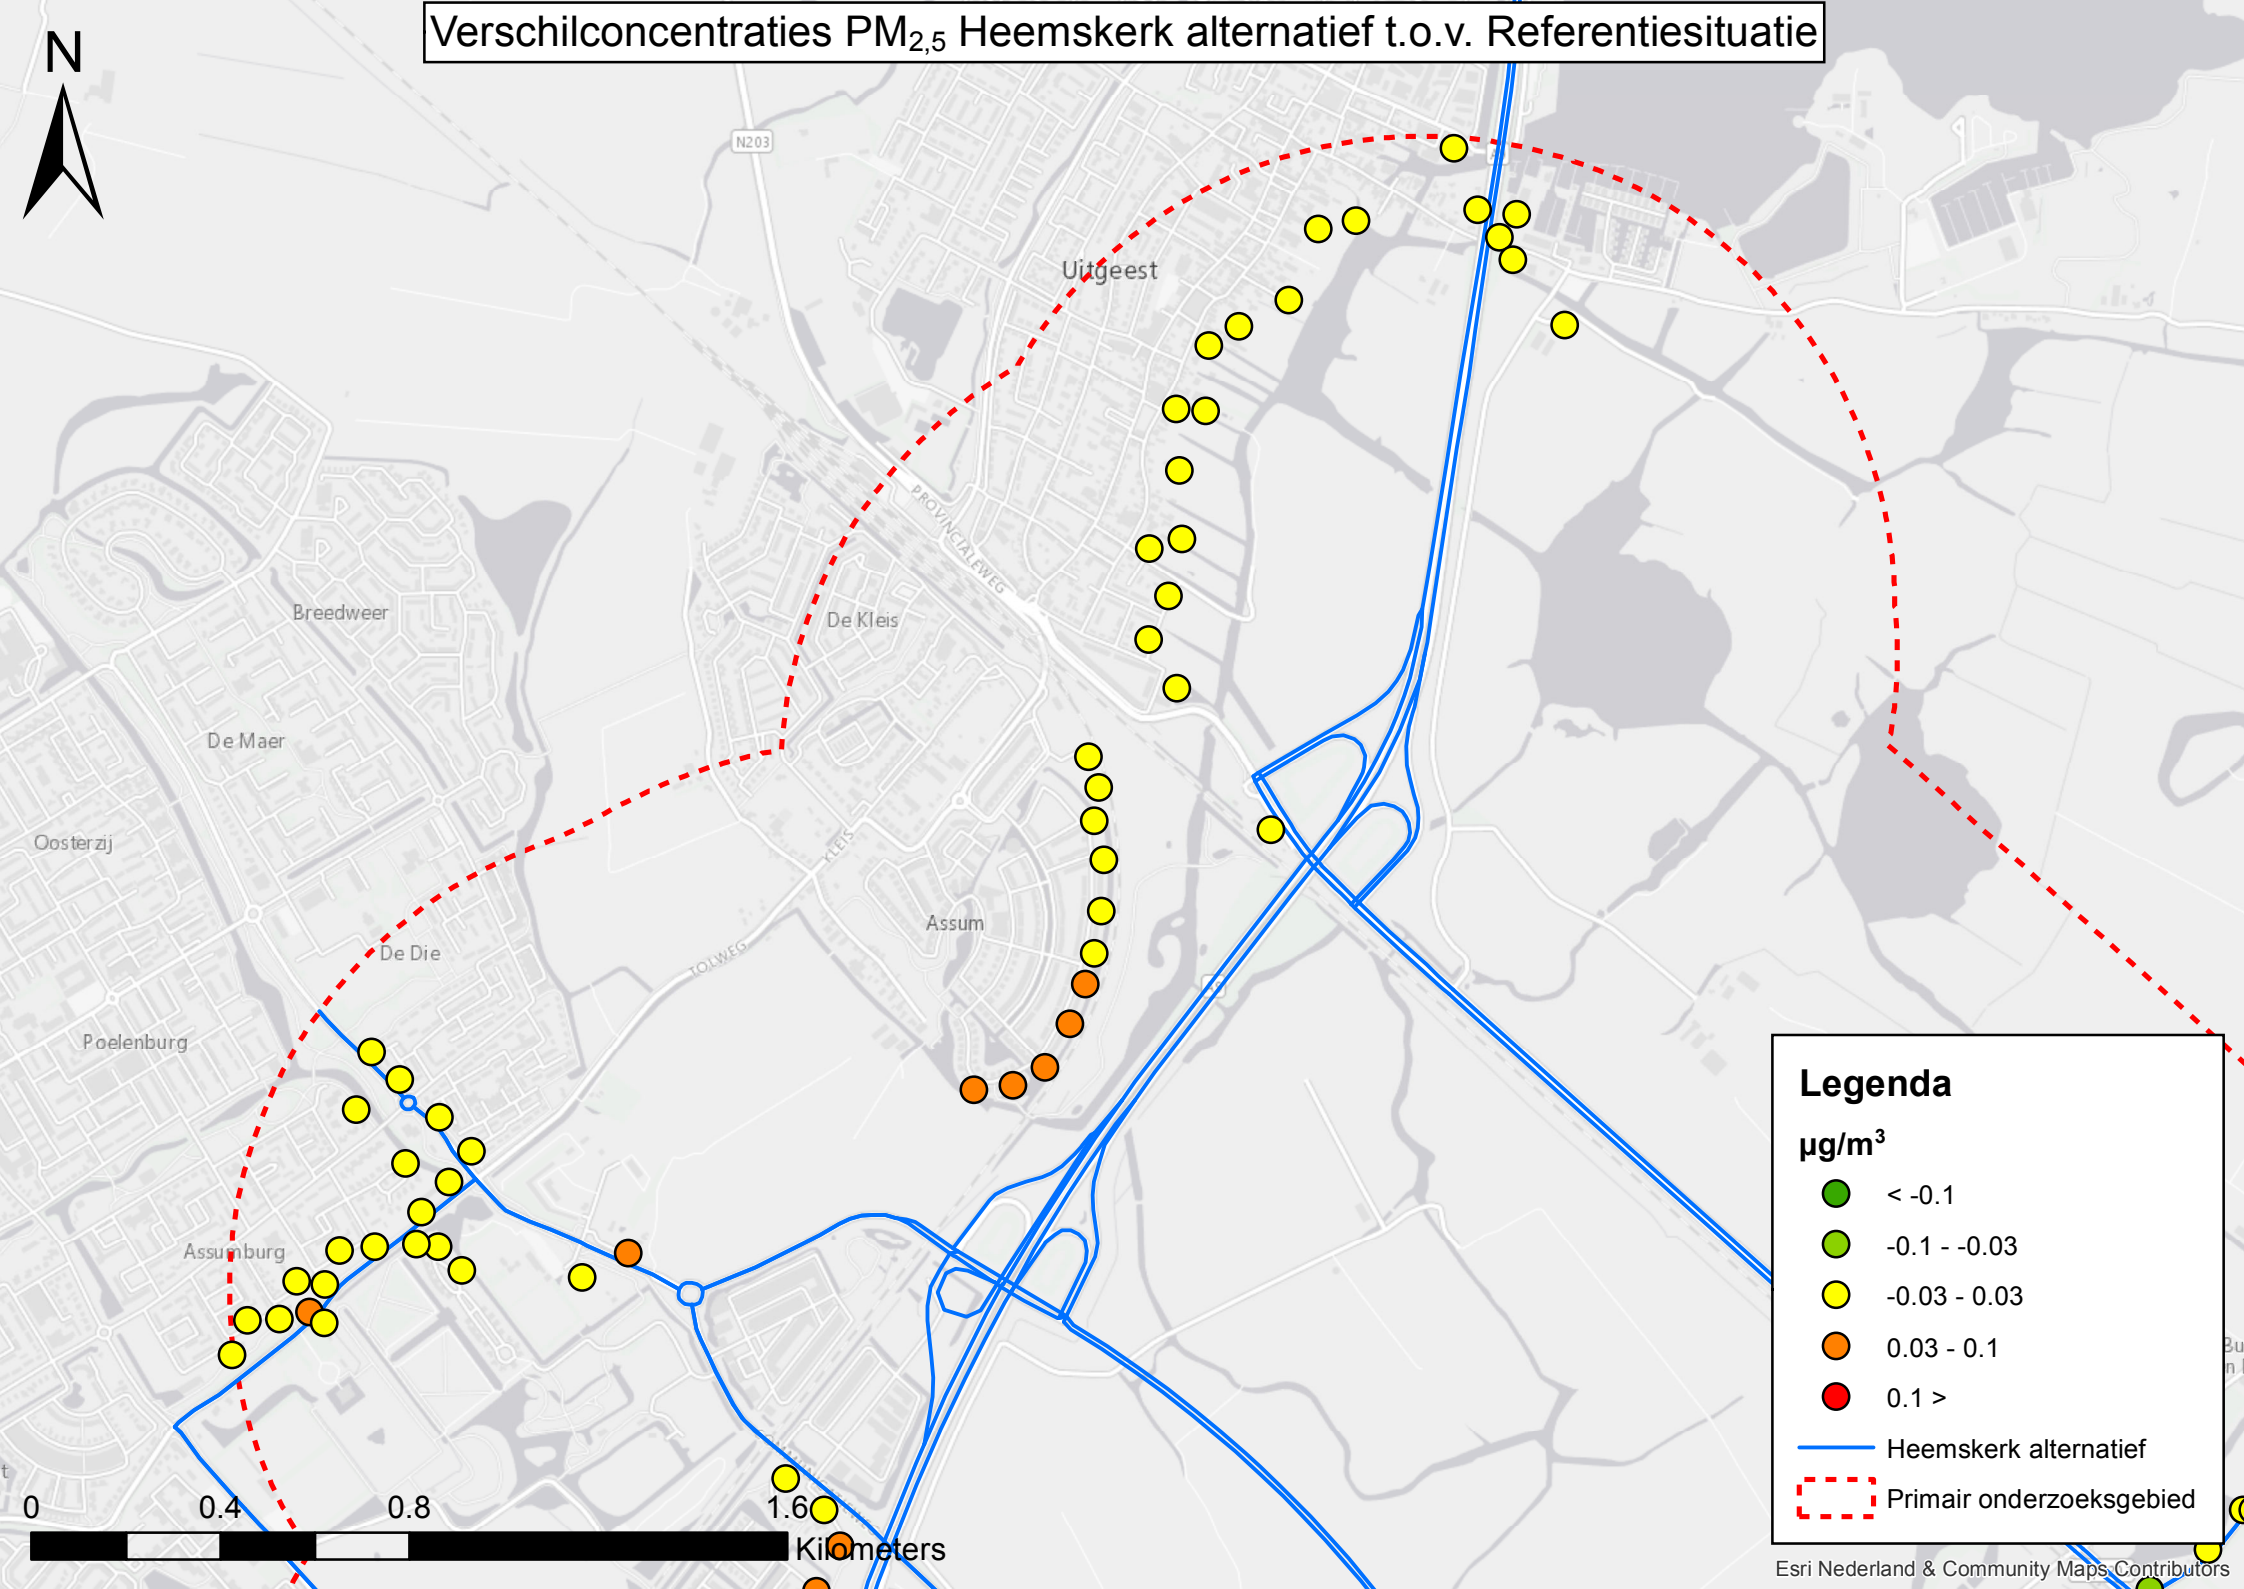 Verschilconcentraties PM2,5 Heemskerk alternatief t.o.v. Referentiesituatie
N
N203
Uitgeest
PROVINCIALEWEG
Breedweer
De Kleis
De Maer
Oosterzij
KLEIS
Assum
De Die
TOLWEG
Poelenburg
Assumburg
Legenda
µg/m³
< -0.1
-0.1 - -0.03
-0.03 - 0.03
0.03 - 0.1
0.1 >
Heemskerk alternatief
Primair onderzoeksgebied
0 0.4 0.8 1.6
Kilometers
Esri Nederland & Community Maps Contributors